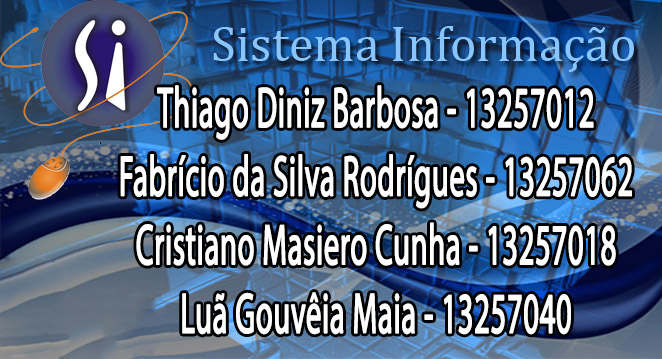 Si
Sistema Informação
Thiago Diniz Barbosa - 13257012
Fabrício da Silva Rodrígues - 13257062
Cristiano Masiero Cunha - 13257018
Luã Gouvêia Maia - 13257040